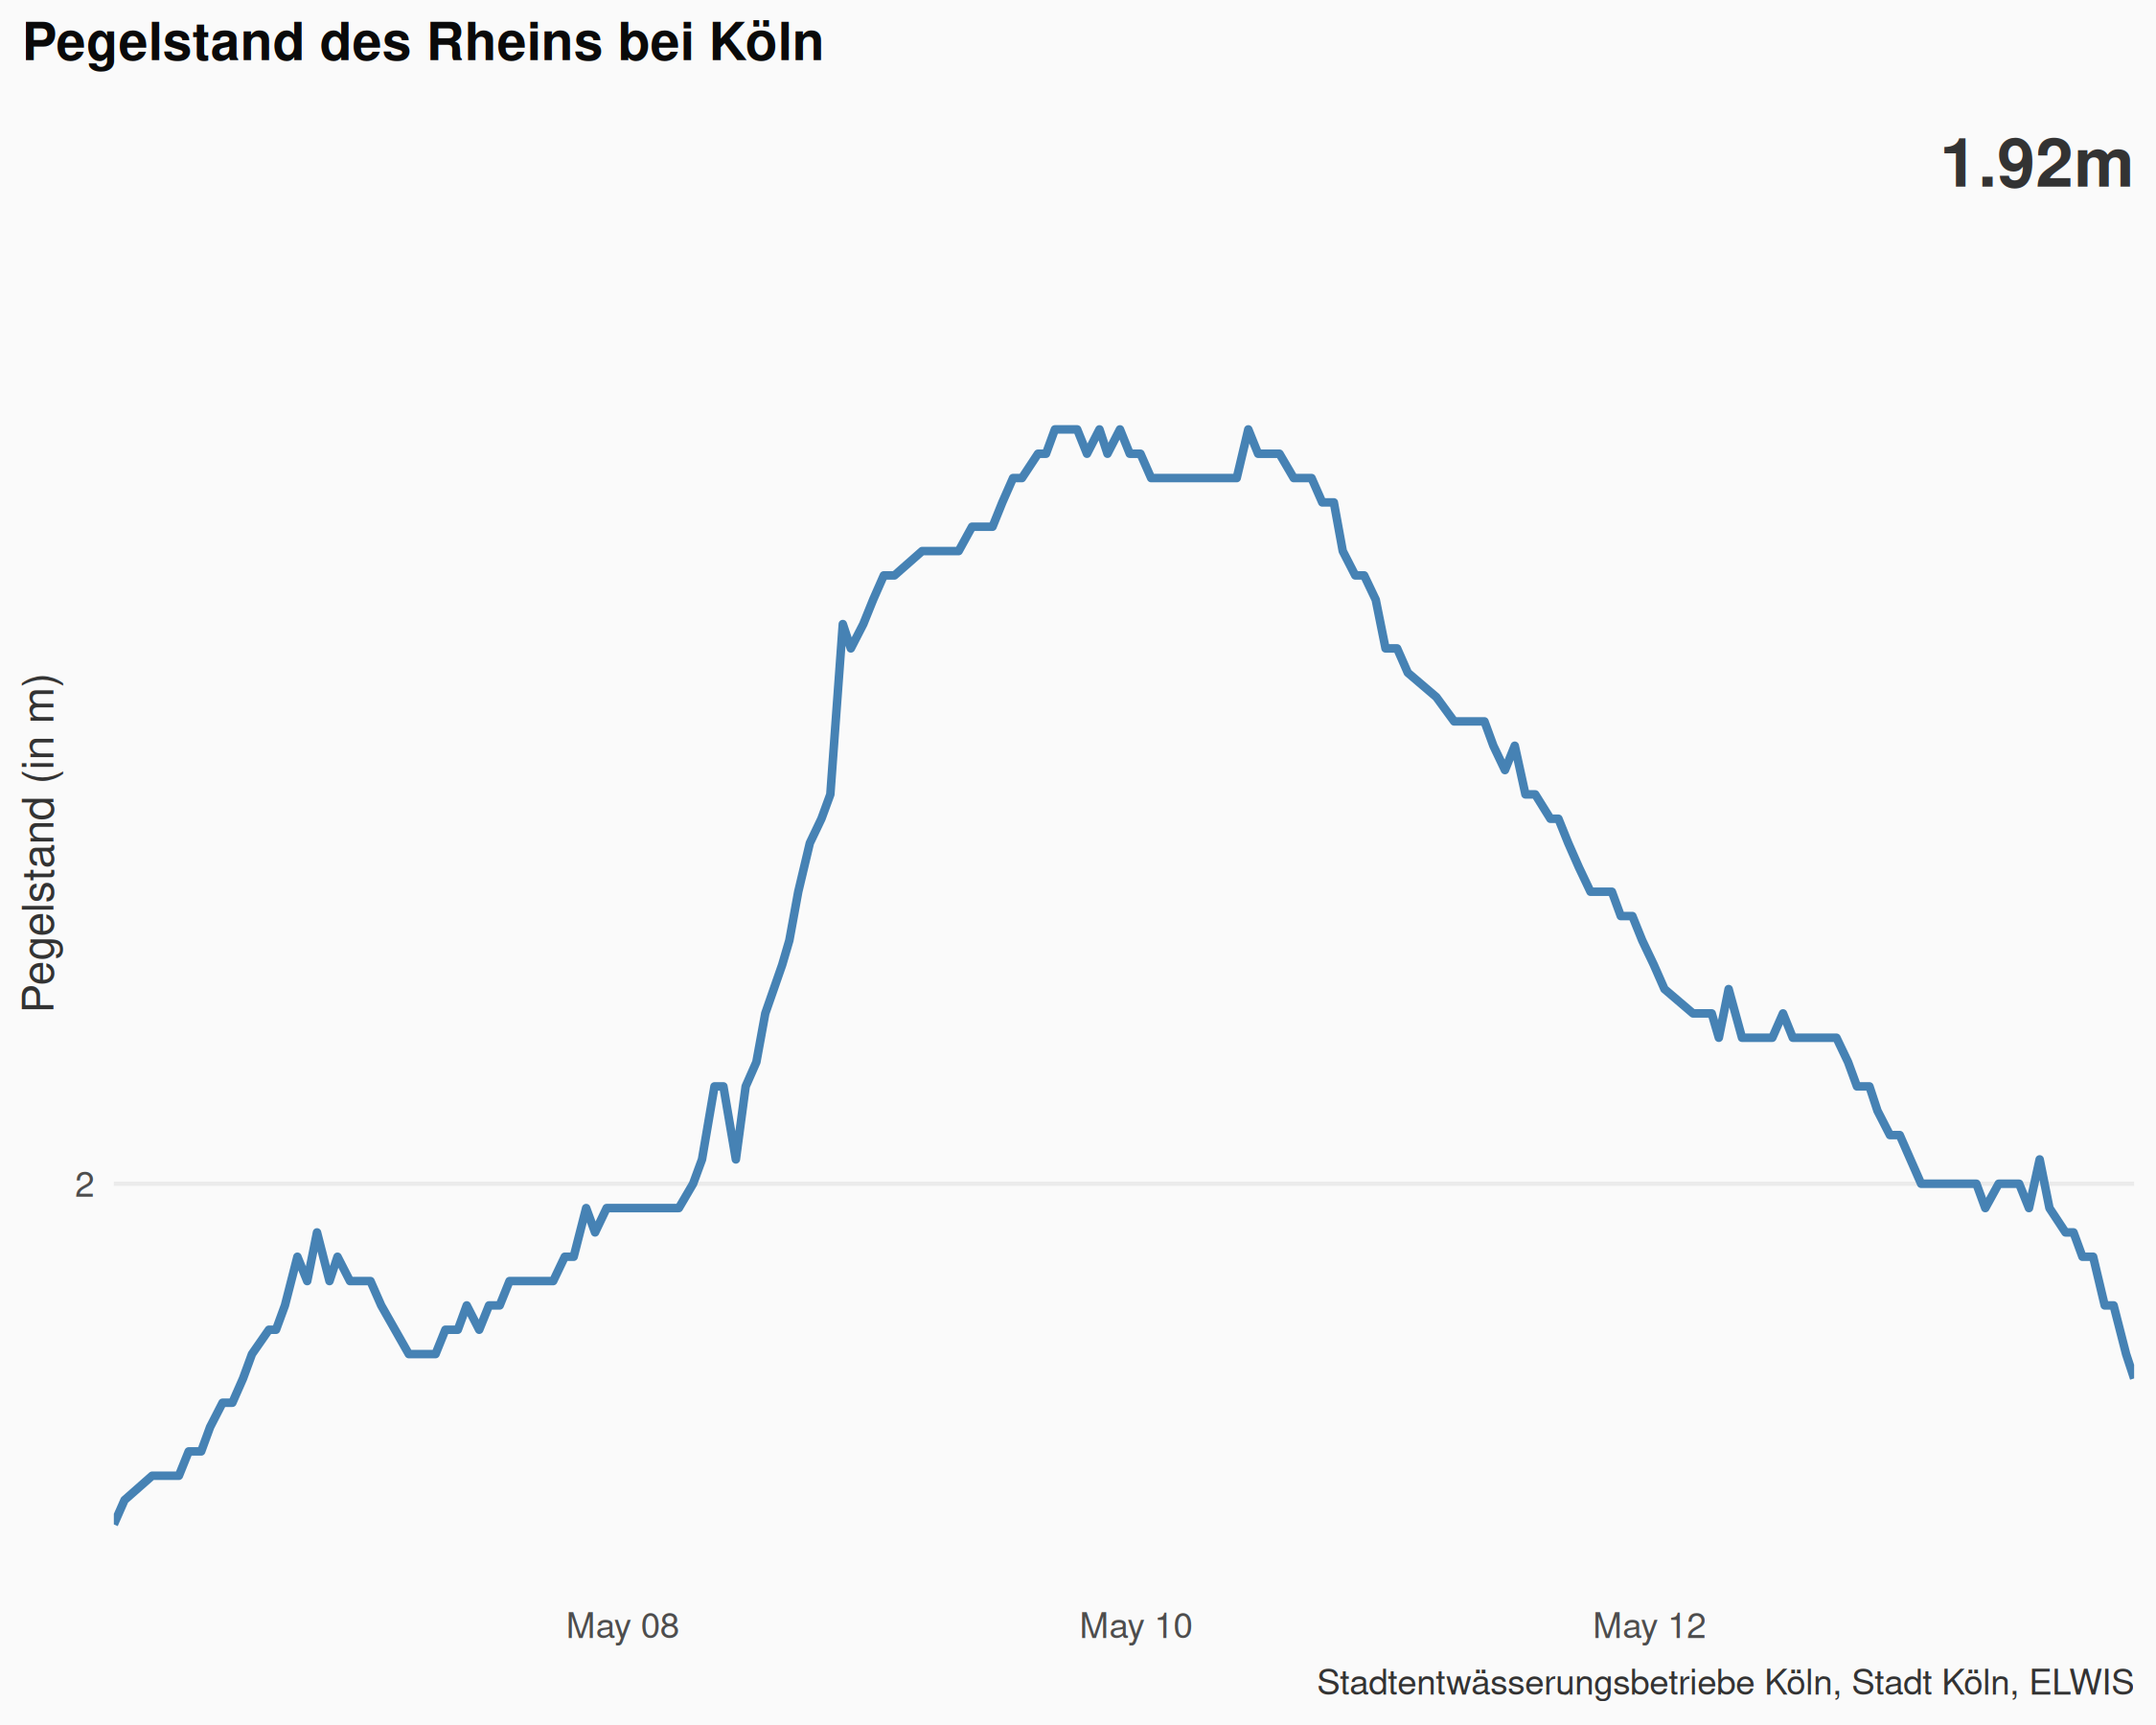 Pegelstand des Rheins bei Köln
1.92m
Pegelstand (in m)
2
May 08
May 10
May 12
Stadtentwässerungsbetriebe Köln, Stadt Köln, ELWIS